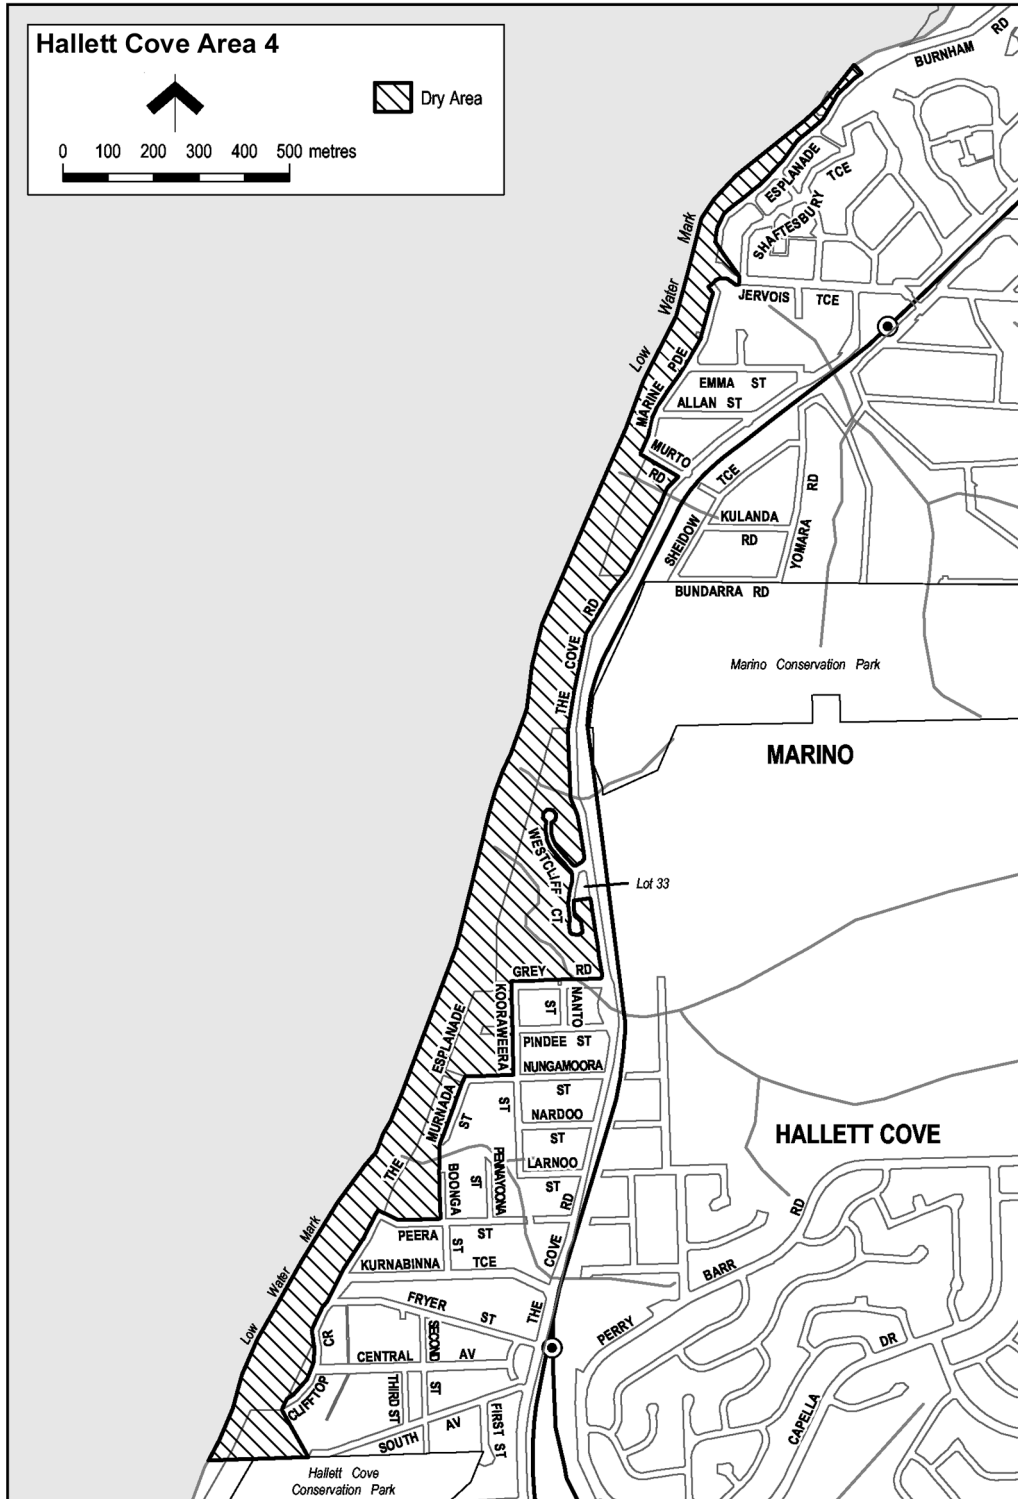 Hallett Cove Area 4
Dry Area
0 100 200 300 400 500 metres
BURNHAM RD
ESPLANADE
TCE
SHAFTESBURY
Mark
Water
Low
JERVOIS TCE
MARINE PDE
EMMA ST
ALLAN ST
MURTO
RD
TCE
SHEIDOW
KULANDA
RD
YOMARA RD
BUNDARRA RD
THE COVE RD
Marino Conservation Park
MARINO
WESTCLIFF CT
Lot 33
GREY RD
KOORAWEERA
ST
NANTO
ST
ESPLANADE
PINDEE ST
NUNGAMOORA
ST
MURNADA
ST
NARDOO
ST
THE
LARNOO
ST
BOONGA
ST
PENNAYOONA
ST
HALLETT COVE
PEERA ST
KURNABINNA TCE
THE COVE RD
Low Water Mark
FRYER ST
PERRY BARR RD
CR
CLIFFTOP
CENTRAL AV
SECOND
ST
THIRD ST
SOUTH AV
FIRST ST
CAPELLA
DR
Hallett Cove
Conservation Park